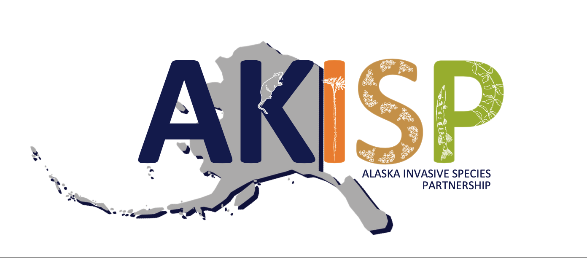 AKISP
ALASKA INVASIVE SPECIES
PARTNERSHIP